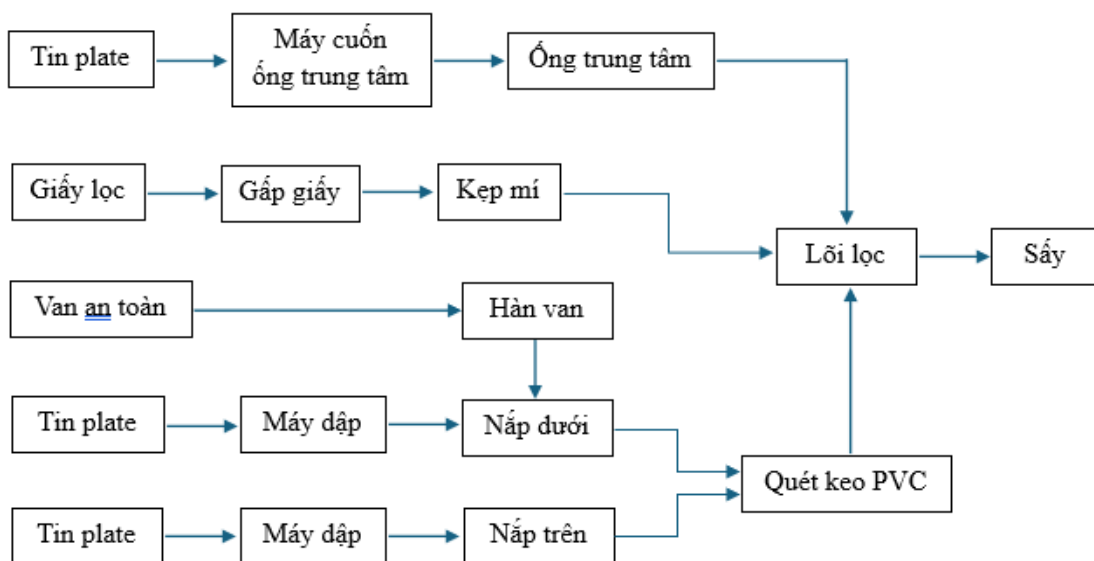 Tin plate
Máy cuốn
ống trung tâm
Ống trung tâm
Giấy lọc
Gấp giấy
Kẹp mí
Lõi lọc
Sấy
Van an toàn
Hàn van
Tin plate
Máy dập
Nắp dưới
Quét keo PVC
Tin plate
Máy dập
Nắp trên